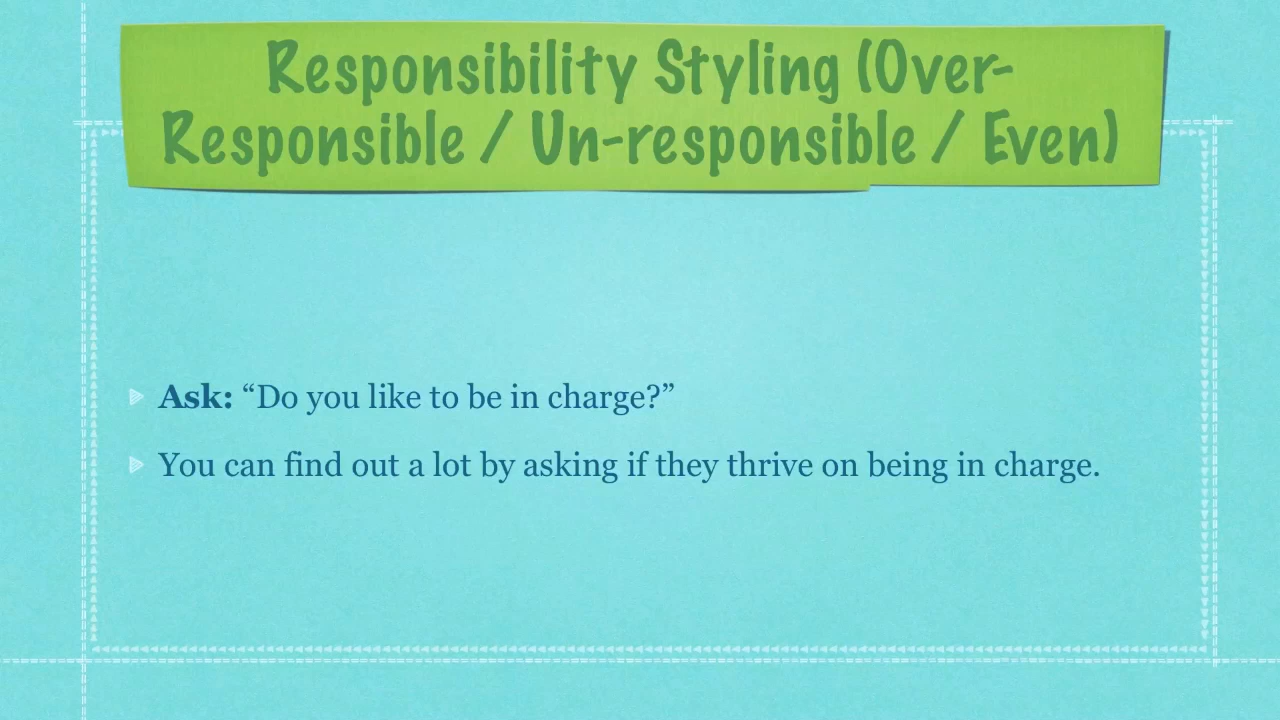 Responsibility Styling (Over-
Responsible / Un-responsible / Even)
Ask: “Do you like to be in charge?”
You can find out a lot by asking if they thrive on being in charge.